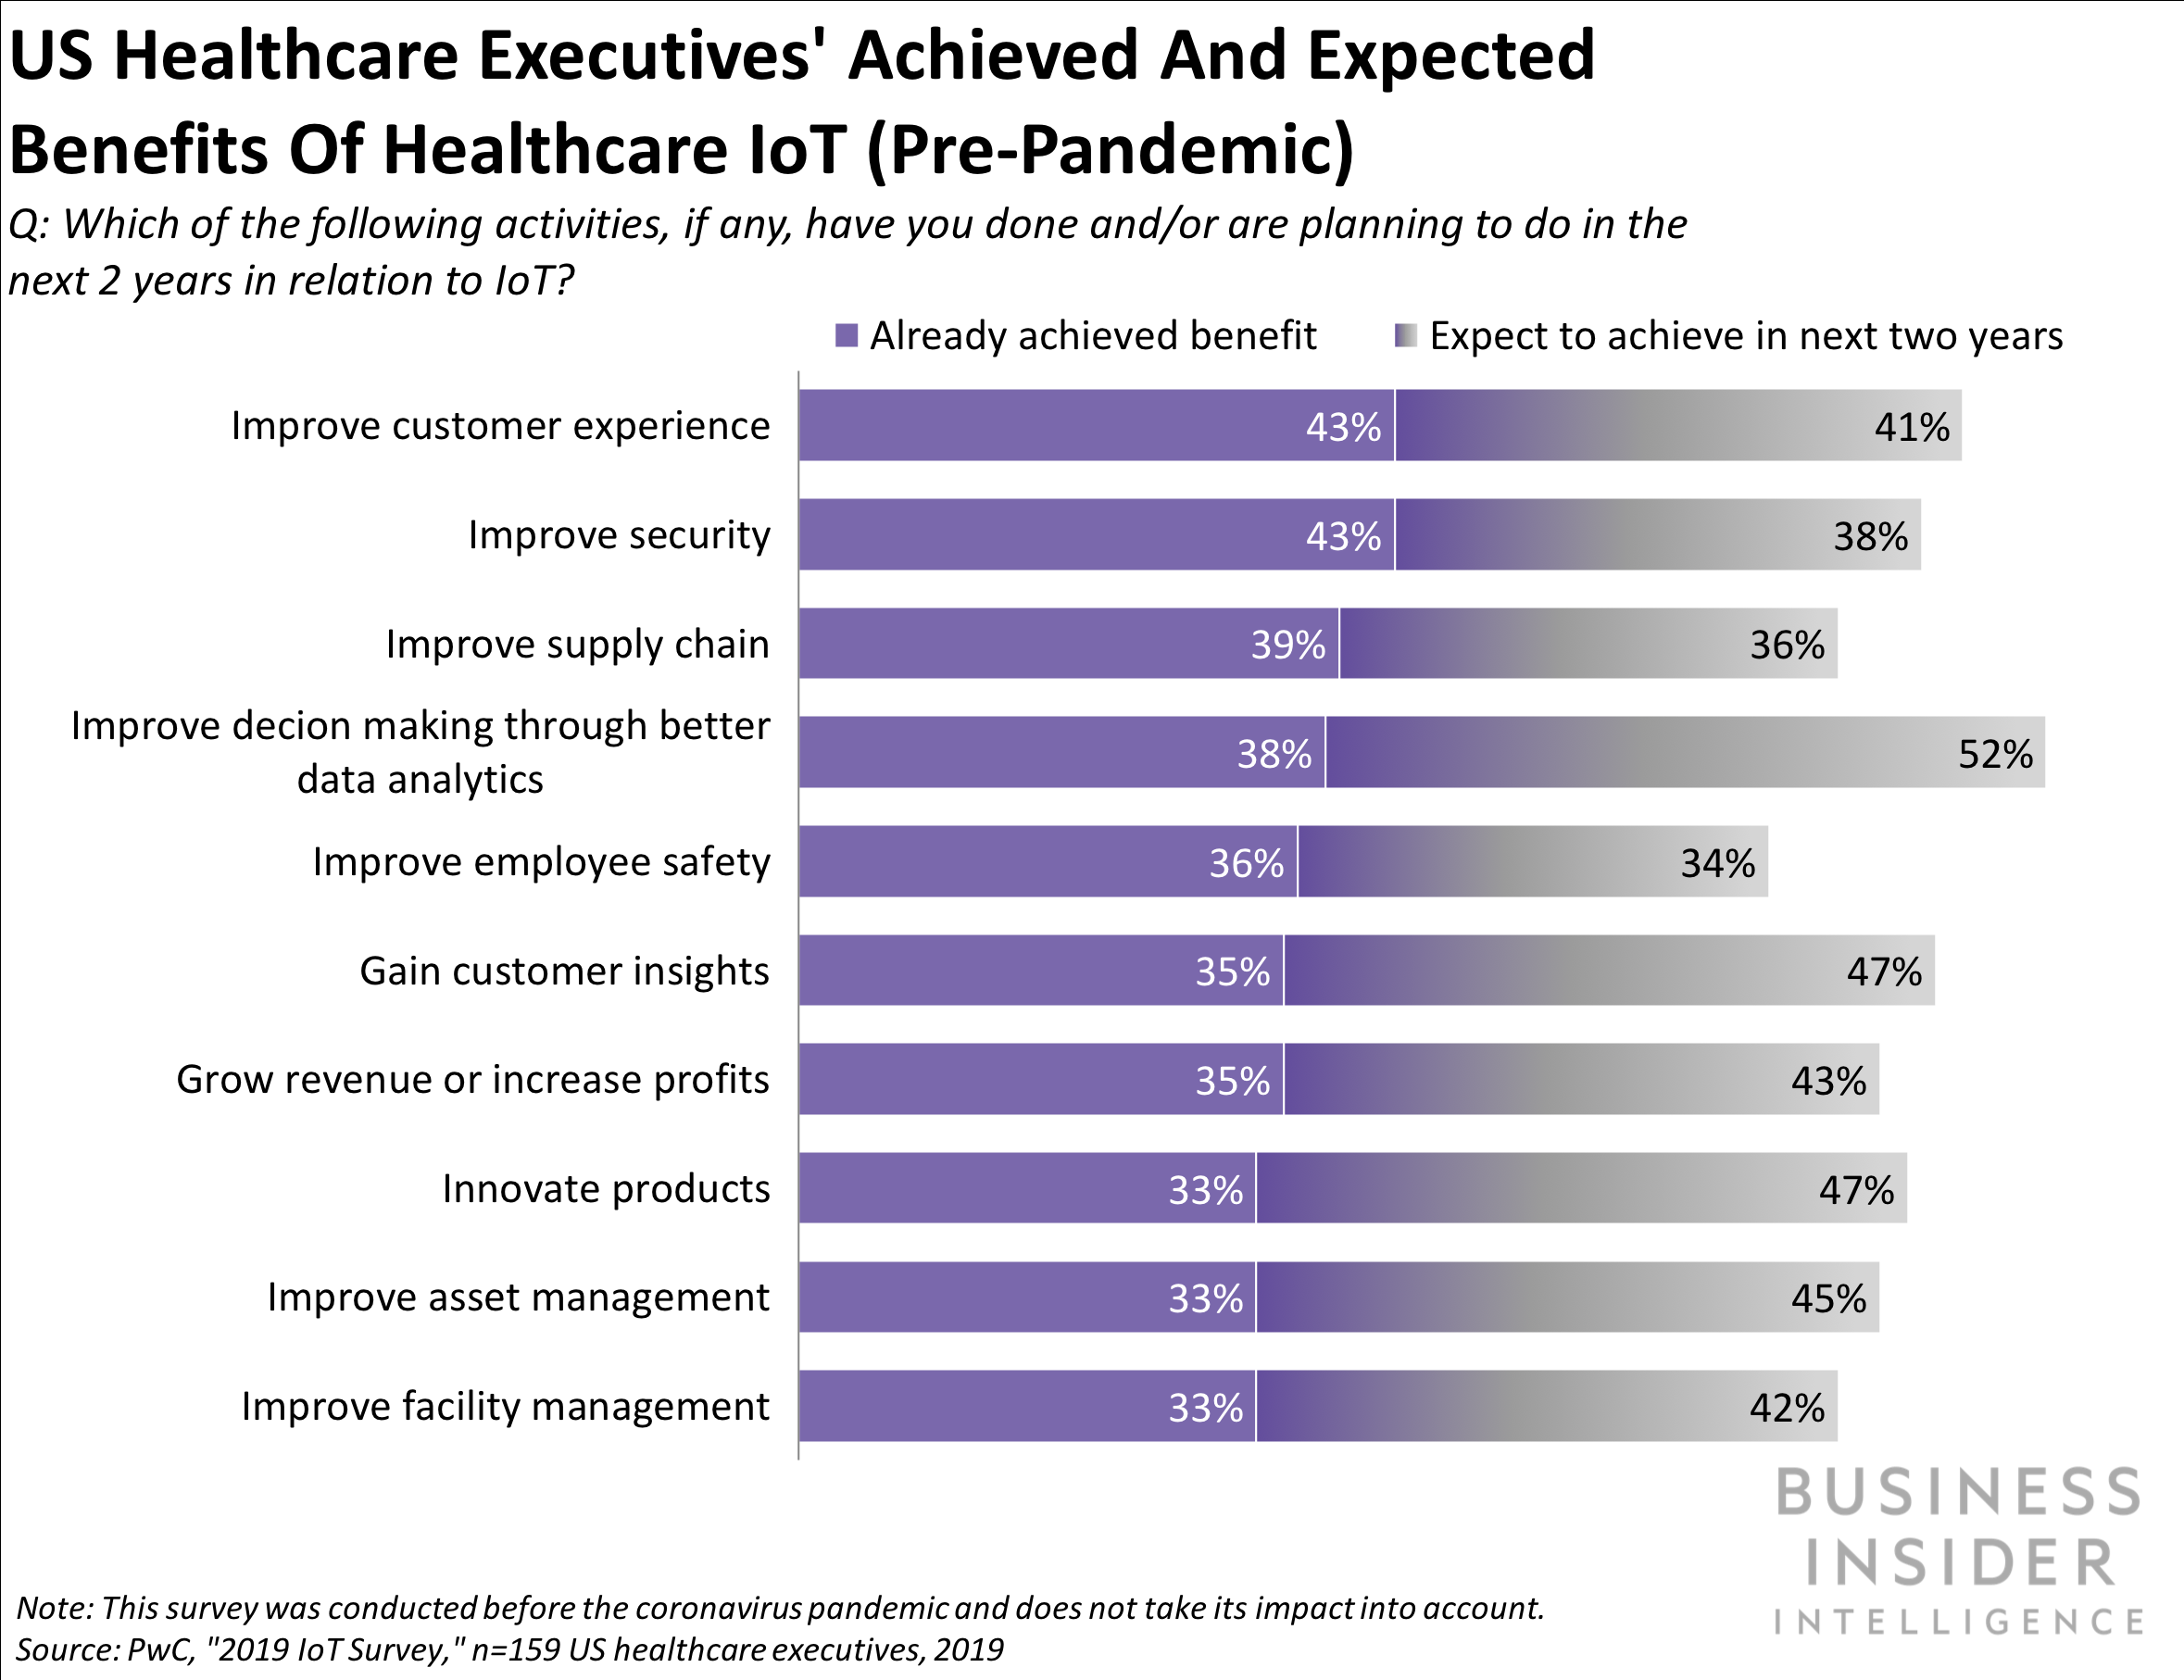 US Healthcare Executives' Achieved And Expected
Benefits Of Healthcare IoT (Pre-Pandemic)
Q: Which of the following activities, if any, have you done and/or are planning to do in the
next 2 years in relation to IoT?
Already achieved benefit
Expect to achieve in next two years
Improve customer experience 43% 41%
Improve security 43% 38%
Improve supply chain 39% 36%
Improve decion making through better
data analytics
38% 52%
Improve employee safety 36% 34%
Gain customer insights 35% 47%
Grow revenue or increase profits 35% 43%
Innovate products 33% 47%
Improve asset management 33% 45%
Improve facility management 33% 42%
BUSINESS
INSIDER
INTELLIGENCE
Note: This survey was conducted before the coronavirus pandemic and does not take its impact into account.
Source: PwC, "2019 IoT Survey," n=159 US healthcare executives, 2019